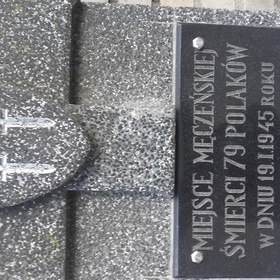 MIEJSCE MĘCZEŃSKIEJ
ŚMIERCI 79 POLAKÓW
W DNIU 19.I.1945 ROKU